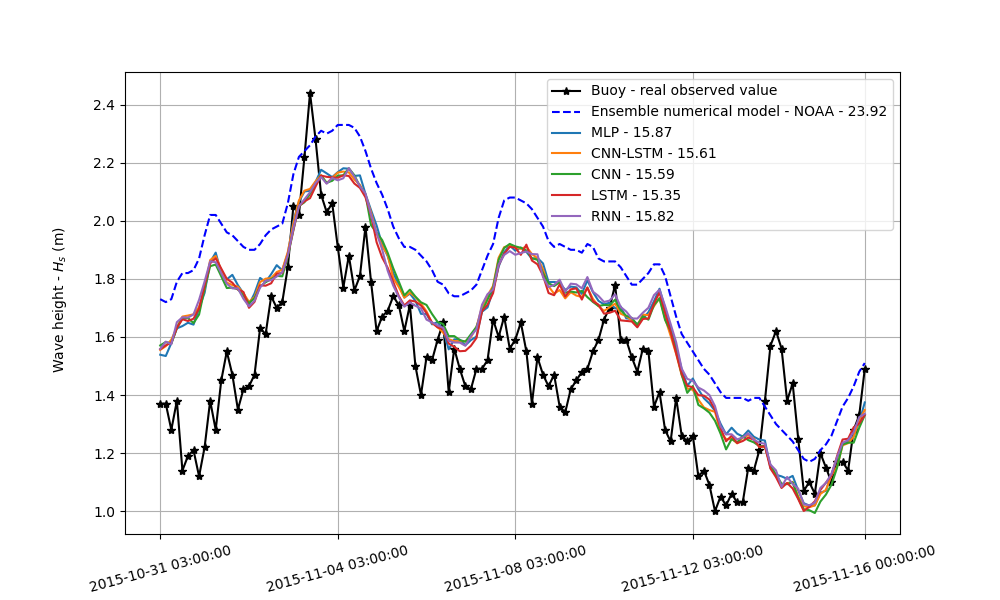 Buoy - real observed value
Ensemble numerical model - NOAA - 23.92
MLP - 15.87
CNN-LSTM - 15.61
CNN - 15.59
LSTM - 15.35
RNN - 15.82
Wave height - Hs (m)
2.4
2.2
2.0
1.8
1.6
1.4
1.2
1.0
2015-10-31 03:00:00
2015-11-04 03:00:00
2015-11-08 03:00:00
2015-11-12 03:00:00
2015-11-16 00:00:00